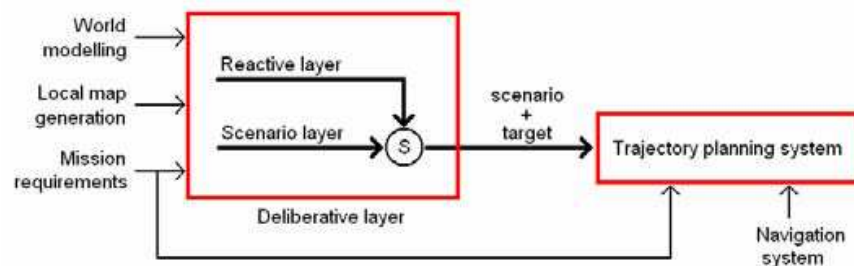 World
modelling
Local map
generation
Mission
requirements
Reactive layer
Scenario layer
S
Deliberative layer
scenario
+
target
Trajectory planning system
Navigation
system